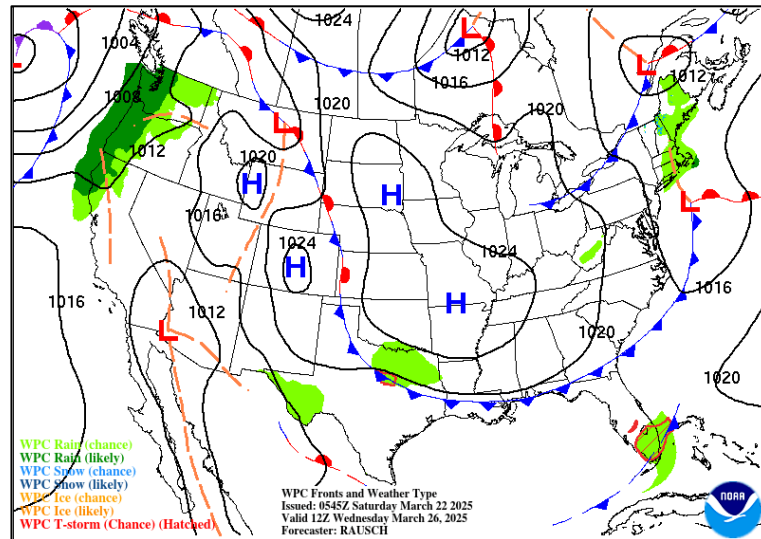 1024
1004
L
L
1012
L
1012
1016
1008
1020
1020
L
1012
1020
H
H
L
1016
1024
1024
H
1016
1012
H
1016
L
1020
1020
WPC Rain (chance)
WPC Rain (likely)
WPC Snow (chance)
WPC Snow (likely)
WPC Ice (chance)
WPC Ice (likely)
WPC T-storm (Chance) (Hatched)
WPC Fronts and Weather Type
Issued: 0545Z Saturday March 22 2025
Valid 12Z Wednesday March 26, 2025
Forecaster: RAUSCH
NOAA